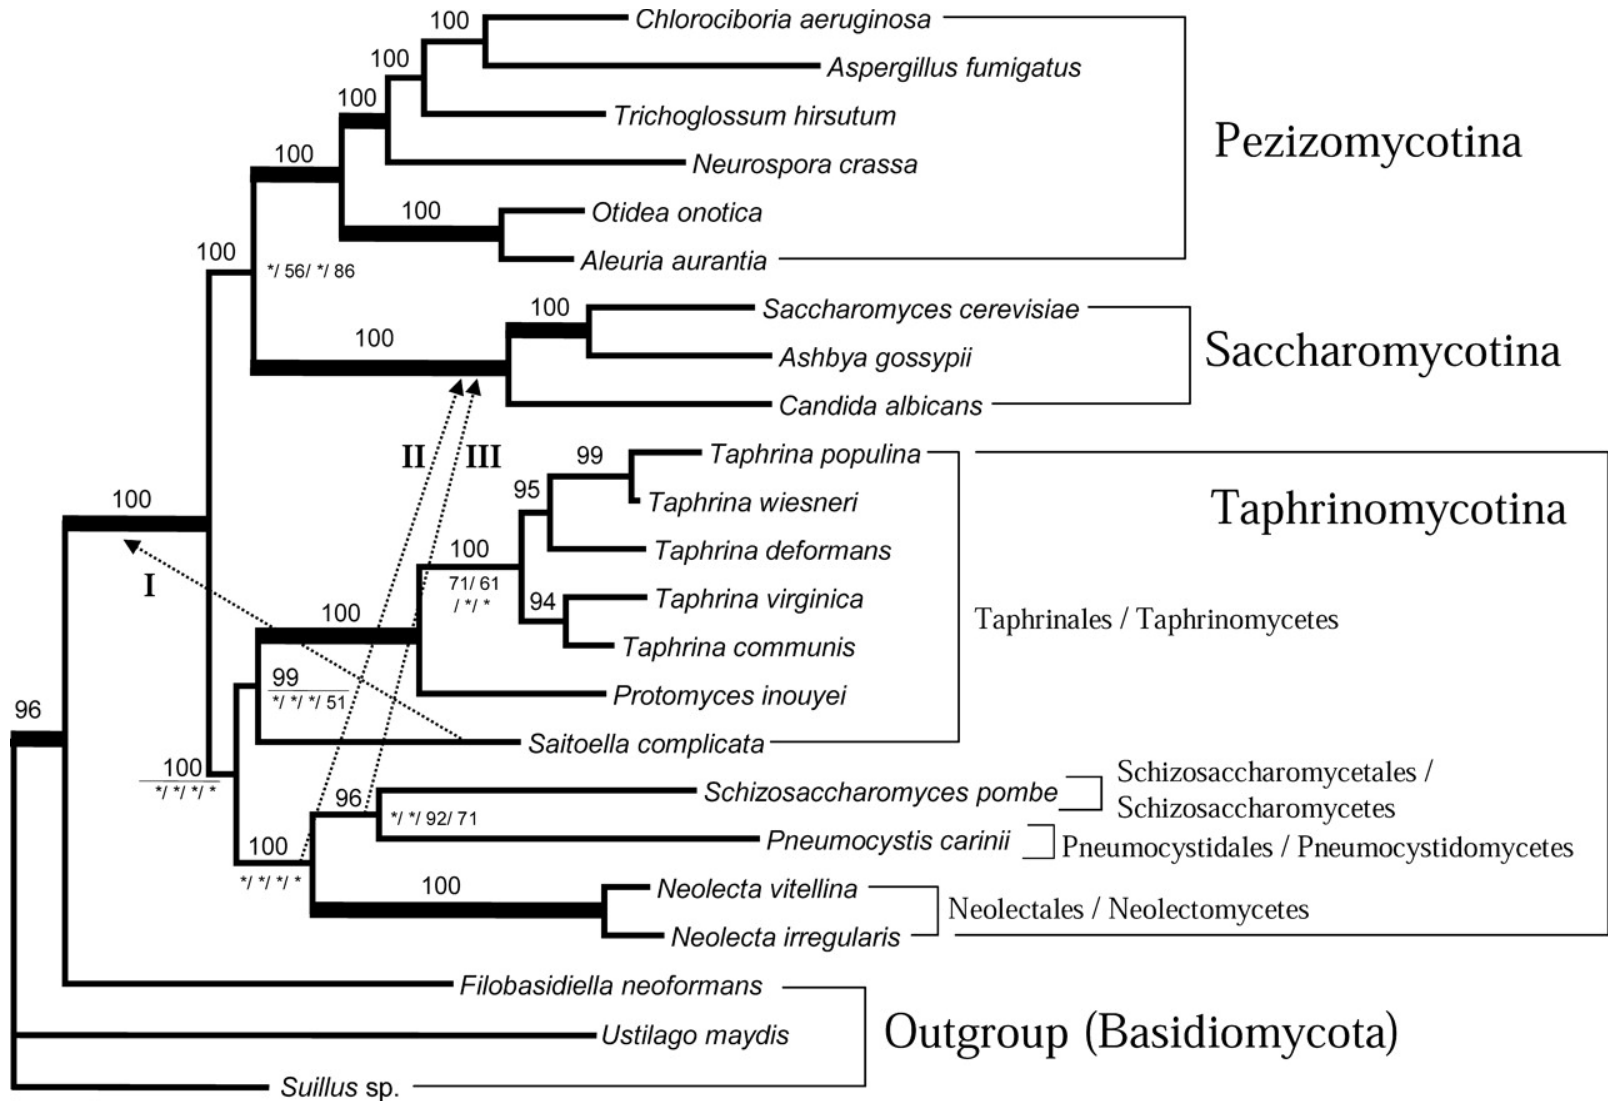 100
Chlorociboria aeruginosa
100
Aspergillus fumigatus
100
Trichoglossum hirsutum
Pezizomycotina
100
Neurospora crassa
100
Otidea onotica
100
*/ 56/ */ 86
Aleuria aurantia
100
Saccharomyces cerevisiae
100
Ashbya gossypii
Saccharomycotina
Candida albicans
II
III
99
Taphrina populina
95
Taphrina wiesneri
Taphrinomycotina
100
100
Taphrina deformans
I
71/ 61
/ */ *
94
Taphrina virginica
100
Taphrina communis
Taphrinales / Taphrinomycetes
99
*/ */ */ 51
Protomyces inouyei
96
Saitoella complicata
100
*/ */ */ *
96
Schizosaccharomyces pombe
Schizosaccharomycetales /
Schizosaccharomycetes
*/ */ 92/ 71
Pneumocystis carinii
Pneumocystidales / Pneumocystidomycetes
100
*/ */ */ *
100
Neolecta vitellina
Neolectales / Neolectomycetes
Neolecta irregularis
Filobasidiella neoformans
Ustilago maydis
Outgroup (Basidiomycota)
Suillus sp.